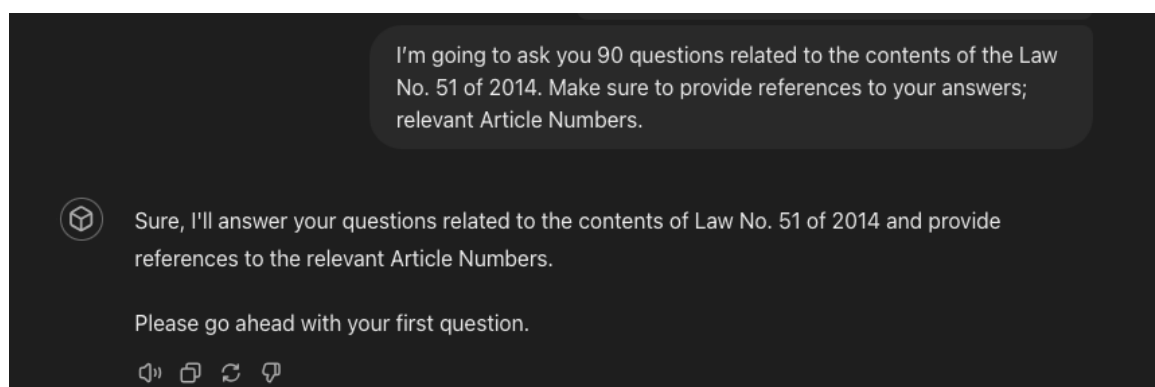 I’m going to ask you 90 questions related to the contents of the Law
No. 51 of 2014. Make sure to provide references to your answers;
relevant Article Numbers.
Sure, I'll answer your questions related to the contents of Law No. 51 of 2014 and provide
references to the relevant Article Numbers.
Please go ahead with your first question.